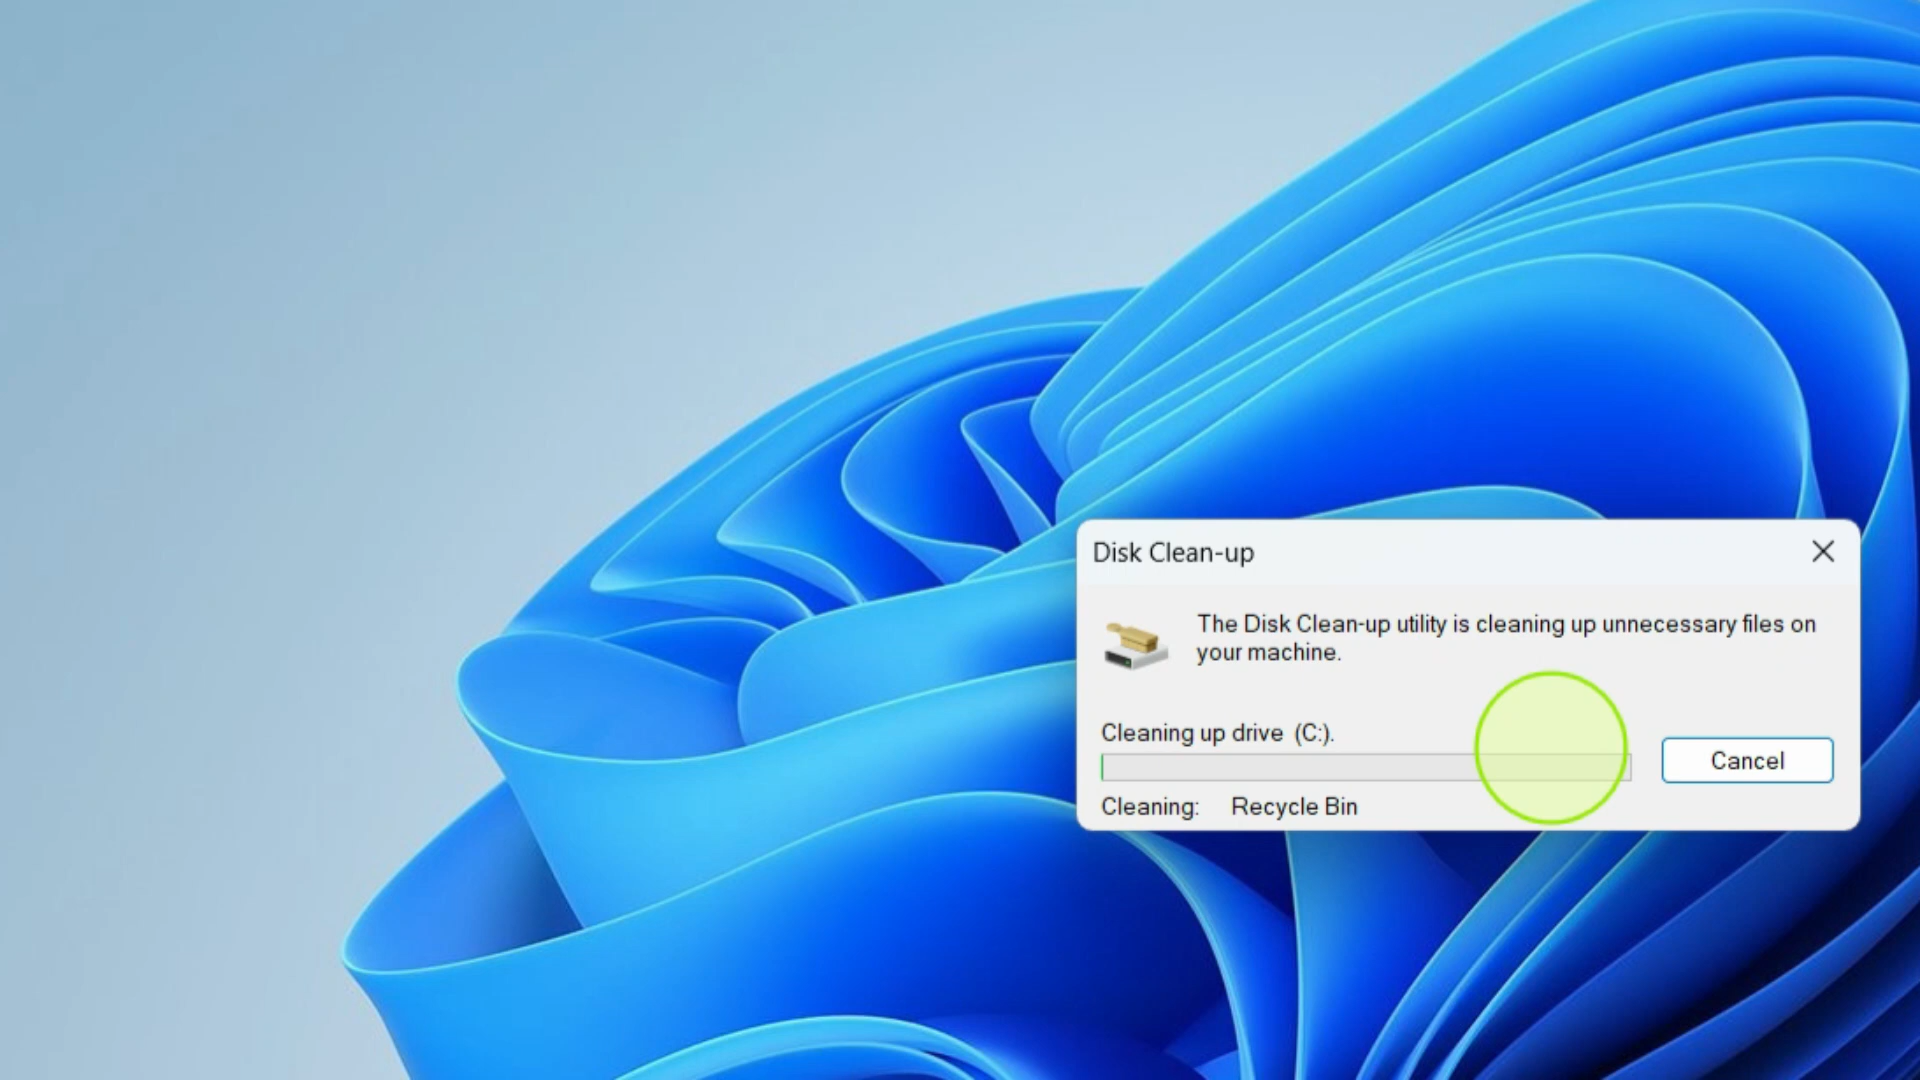 Disk Clean-up
The Disk Clean-up utility is cleaning up unnecessary files on
your machine.
Cleaning up drive (C:).
Cancel
Cleaning: Recycle Bin